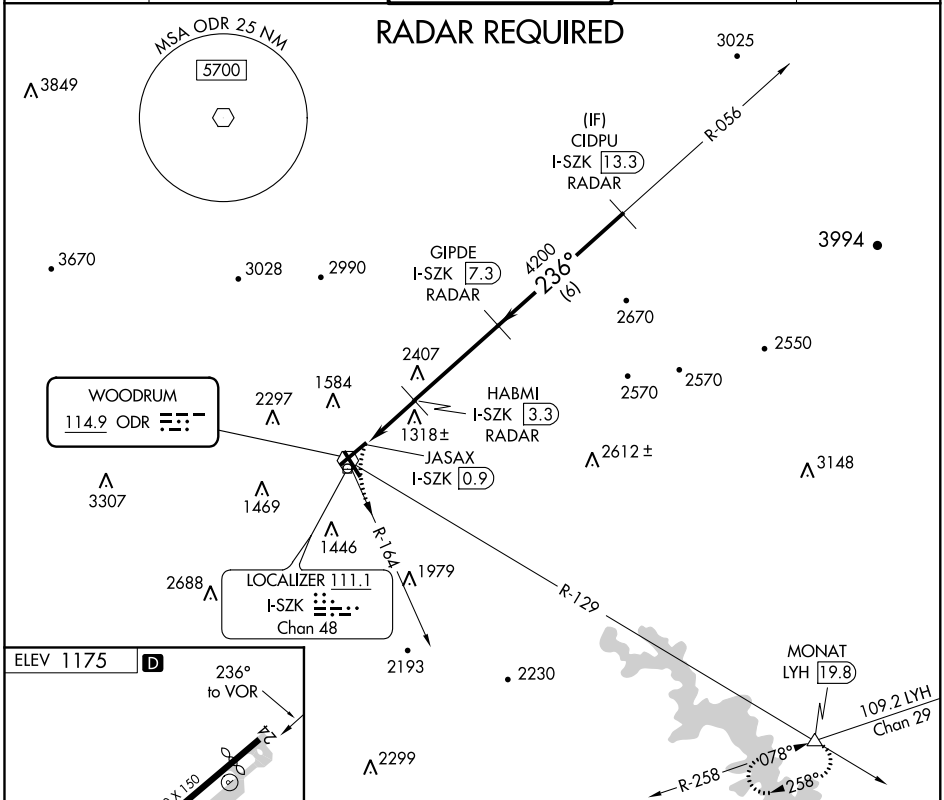 RADAR REQUIRED
MSA ODR 25 NM
5700
3849
3025
R-056
(IF)
CIDPU
I-SZK 13.3
RADAR
3994
3670
3028
2990
GIPDE
I-SZK 7.3
RADAR
4200
236°
(6)
2670
2550
2570
2570
2407
WOODRUM
114.9 ODR
2297
1584
HABMI
I-SZK 3.3
RADAR
1318±
JASAX
I-SZK 0.9
2612±
3148
3307
1469
1446
R-164
2688
LOCALIZER 111.1
I-SZK
Chan 48
1979
R-129
2193
2230
MONAT
LYH 19.8
109.2 LYH
Chan 29
ELEV 1175
D
236°
to VOR
24
P
X 150
2299
R-258
078°
258°